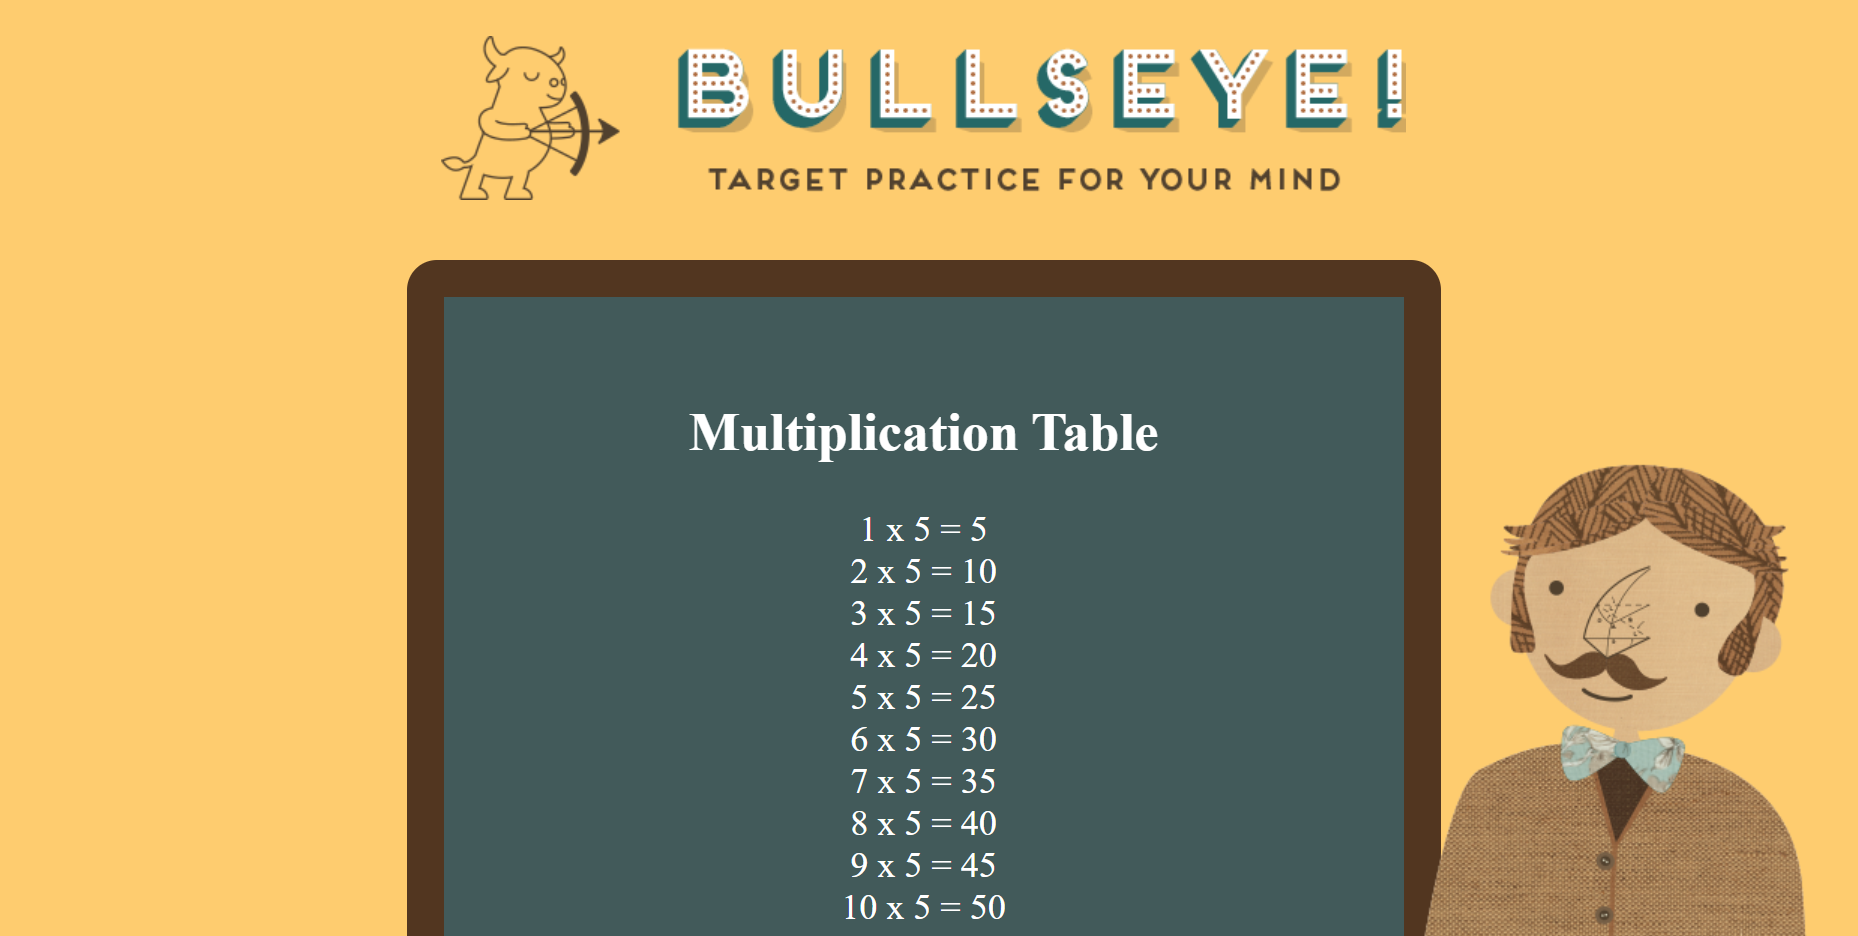 BULLSEYE!
TARGET PRACTICE FOR YOUR MIND
Multiplication Table
1 x 5 = 5
2 x 5 = 10
3 x 5 = 15
4 x 5 = 20
5 x 5 = 25
6 x 5 = 30
7 x 5 = 35
8 x 5 = 40
9 x 5 = 45
10 x 5 = 50